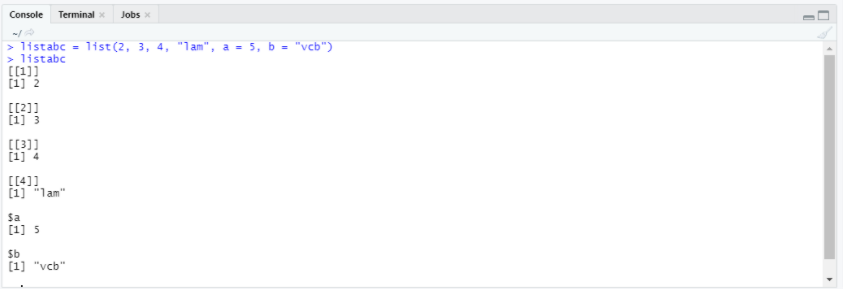 Console Terminal Jobs
~/
> listabc = list(2, 3, 4, "lam", a = 5, b = "vcb")
> listabc
[[1]]
[1] 2
[[2]]
[1] 3
[[3]]
[1] 4
[[4]]
[1] "lam"
$a
[1] 5
$b
[1] "vcb"